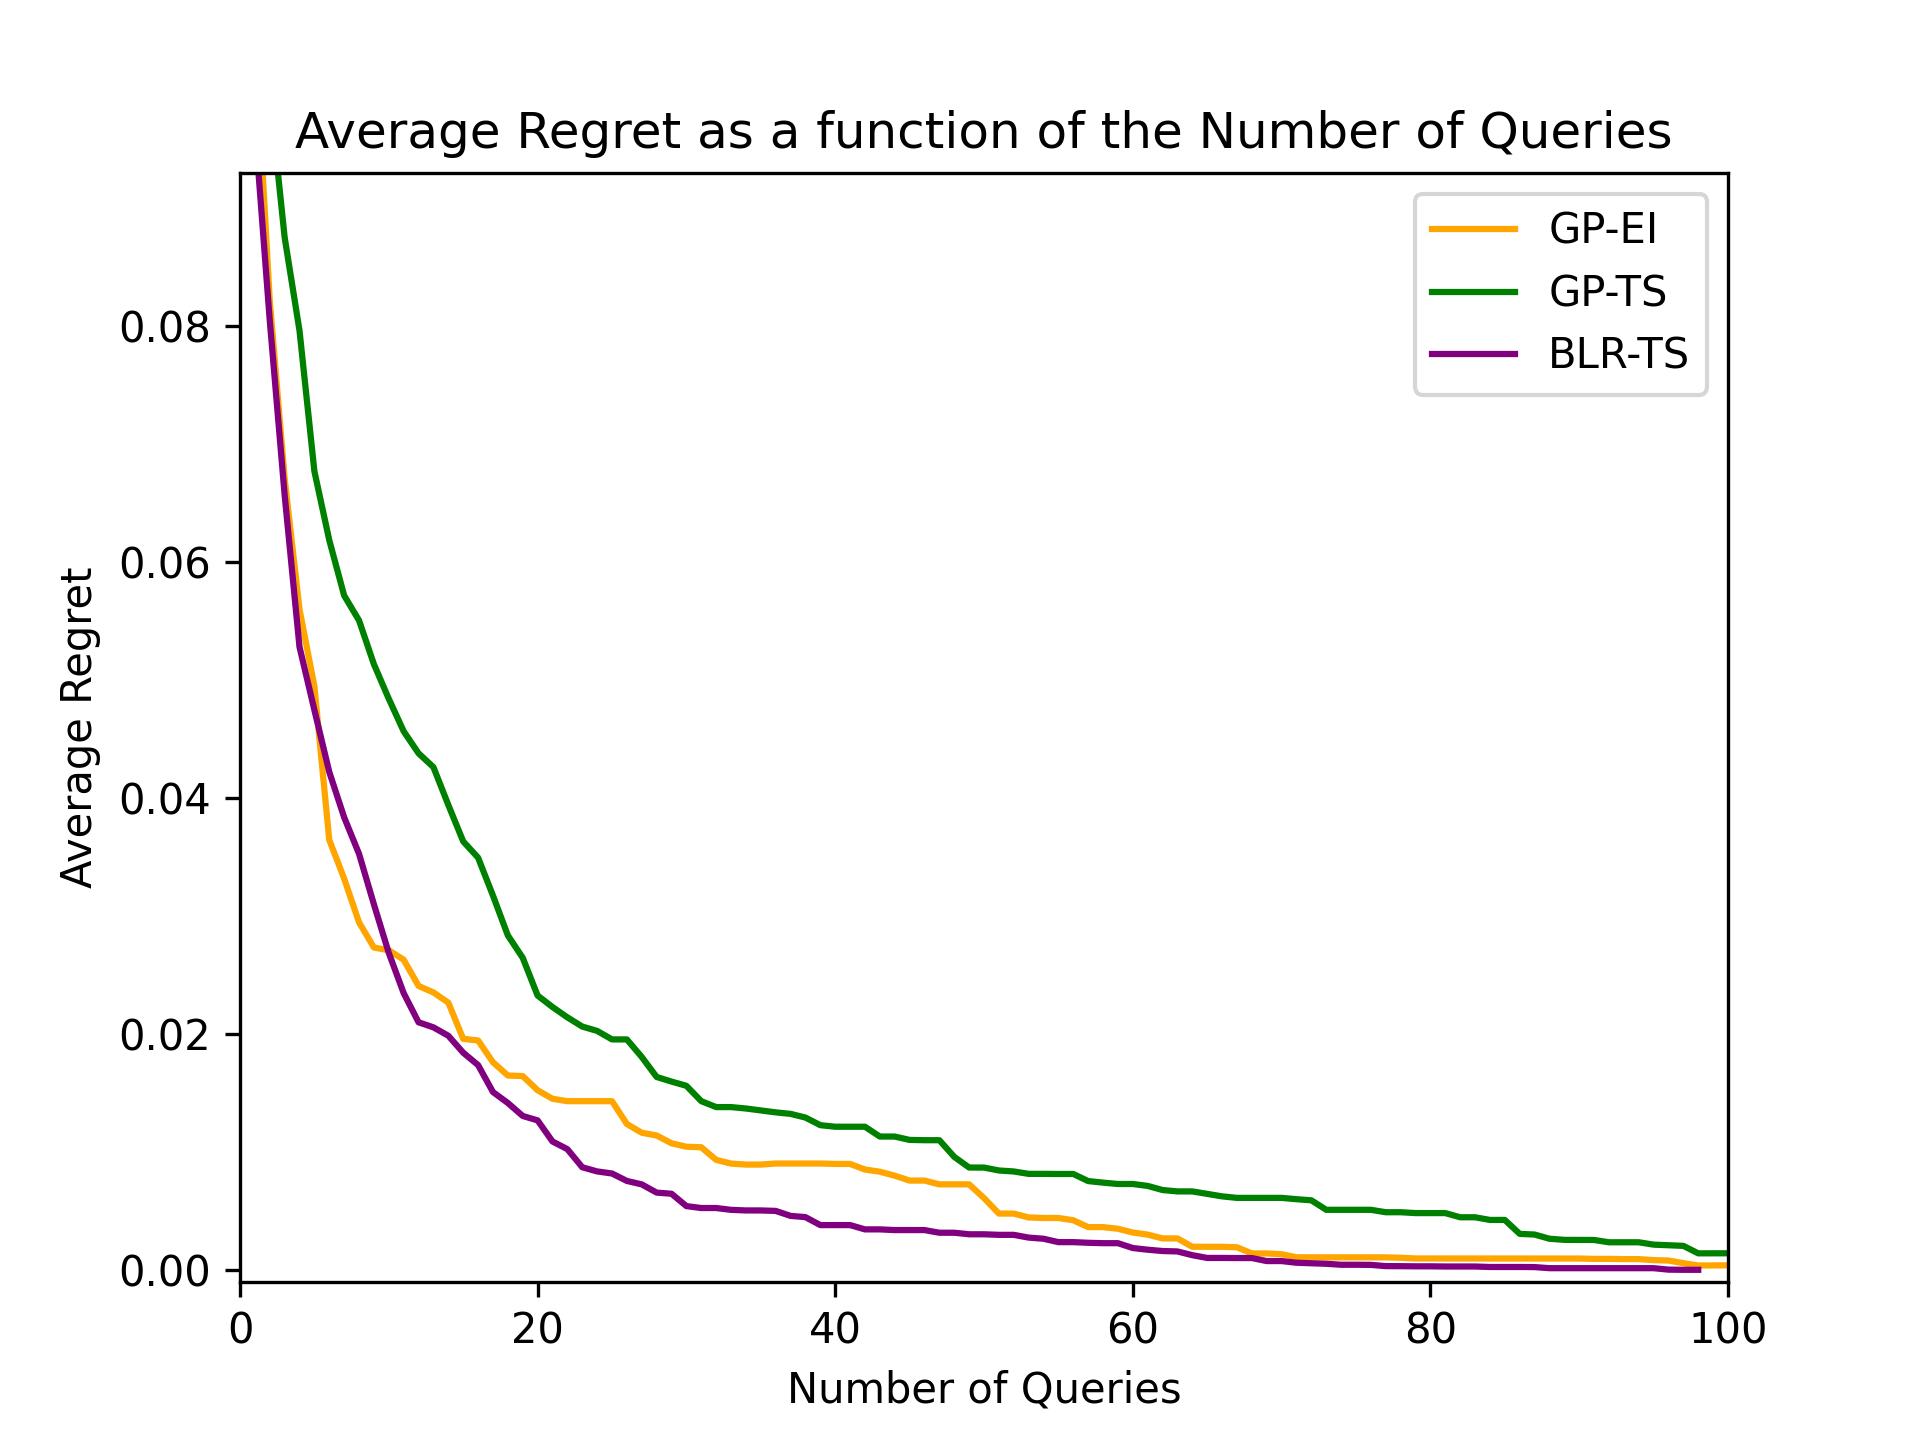 Average Regret as a function of the Number of Queries
GP-EI
GP-TS
BLR-TS
Average Regret
0.08
0.06
0.04
0.02
0.00
0 20 40 60 80 100
Number of Queries